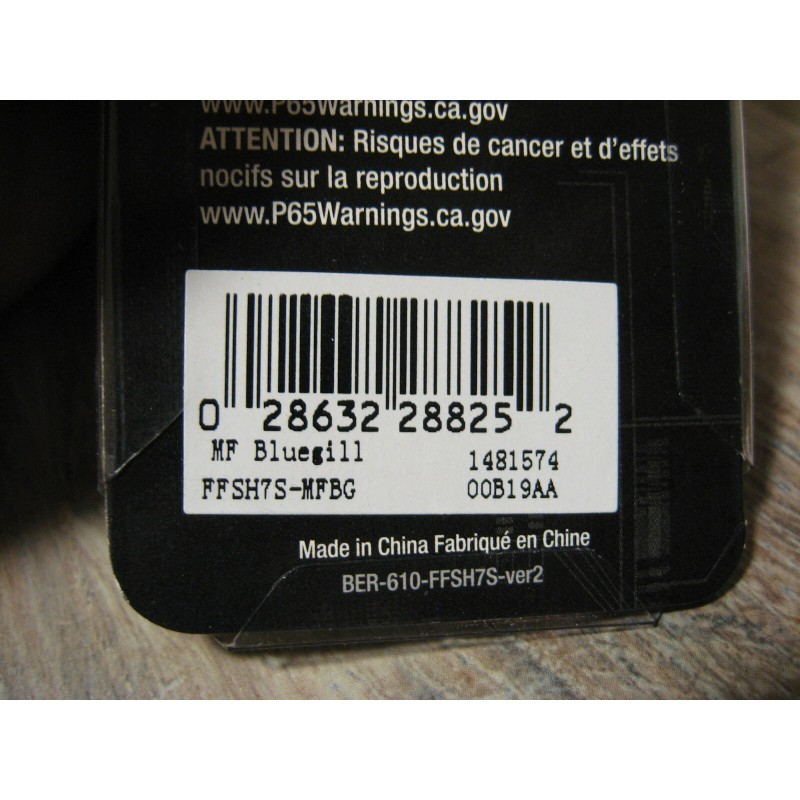 www.P65Warnings.ca.gov
ATTENTION: Risques de cancer et d'effets
nocifs sur la reproduction
www.P65Warnings.ca.gov
0 28632 28825 2
MF Bluegill 1481574
FFSH7S-MFBG 00B19AA
Made in China Fabriqué en Chine
BER-610-FFSH7S-ver2